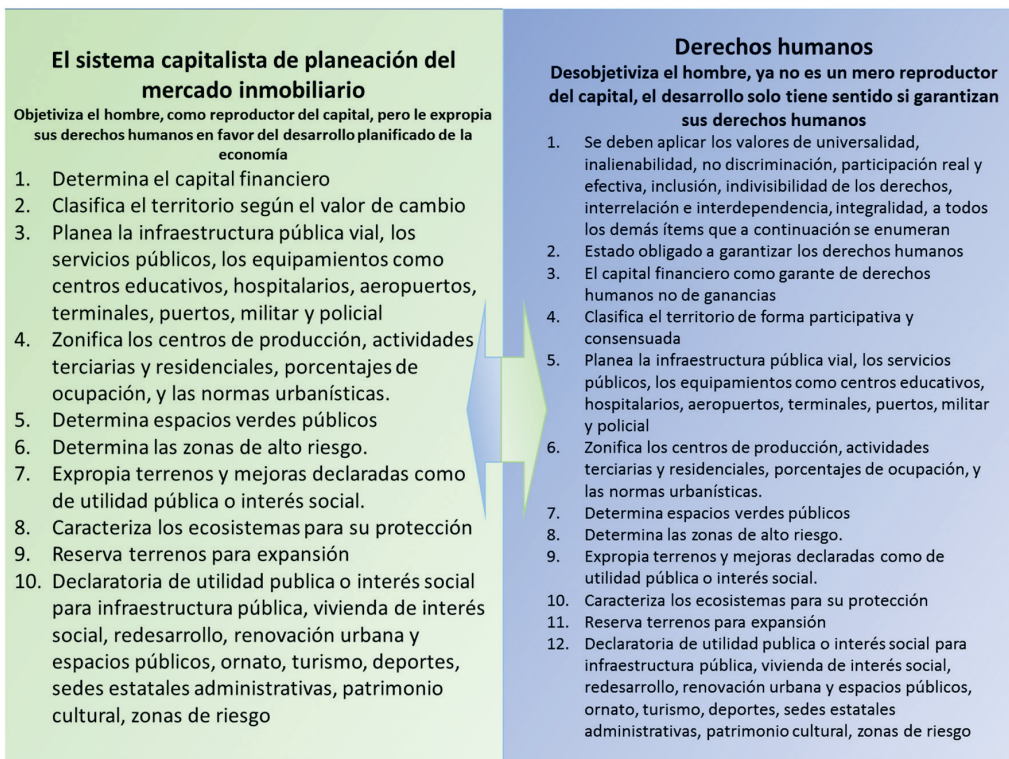 El sistema capitalista de planeación del
mercado inmobiliario
Objetiviza el hombre, como reproductor del capital, pero le expropia
sus derechos humanos en favor del desarrollo planificado de la
economía
1. Determina el capital financiero
2. Clasifica el territorio según el valor de cambio
3. Planea la infraestructura pública vial, los
servicios públicos, los equipamientos como
centros educativos, hospitalarios, aeropuertos,
terminales, puertos, militar y policial
4. Zonifica los centros de producción, actividades
terciarias y residenciales, porcentajes de
ocupación, y las normas urbanísticas.
5. Determina espacios verdes públicos
6. Determina las zonas de alto riesgo.
7. Expropia terrenos y mejoras declaradas como
de utilidad pública o interés social.
8. Caracteriza los ecosistemas para su protección
9. Reserva terrenos para expansión
10. Declaratoria de utilidad publica o interés social
para infraestructura pública, vivienda de interés
social, redesarrollo, renovación urbana y
espacios públicos, ornato, turismo, deportes,
sedes estatales administrativas, patrimonio
cultural, zonas de riesgo
Derechos humanos
Desobjetiviza el hombre, ya no es un mero reproductor
del capital, el desarrollo solo tiene sentido si garantizan
sus derechos humanos
1. Se deben aplicar los valores de universalidad,
inalienabilidad, no discriminación, participación real y
efectiva, inclusión, indivisibilidad de los derechos,
interrelación e interdependencia, integralidad, a todos
los demás ítems que a continuación se enumeran
2. Estado obligado a garantizar los derechos humanos
3. El capital financiero como garante de derechos
humanos no de ganancias
4. Clasifica el territorio de forma participativa y
consensuada
5. Planea la infraestructura pública vial, los servicios
públicos, los equipamientos como centros educativos,
hospitalarios, aeropuertos, terminales, puertos, militar
y policial
6. Zonifica los centros de producción, actividades
terciarias y residenciales, porcentajes de ocupación, y
las normas urbanísticas.
7. Determina espacios verdes públicos
8. Determina las zonas de alto riesgo.
9. Expropia terrenos y mejoras declaradas como de
utilidad pública o interés social.
10. Caracteriza los ecosistemas para su protección
11. Reserva terrenos para expansión
12. Declaratoria de utilidad publica o interés social para
infraestructura pública, vivienda de interés social,
redesarrollo, renovación urbana y espacios públicos,
ornato, turismo, deportes, sedes estatales
administrativas, patrimonio cultural, zonas de riesgo